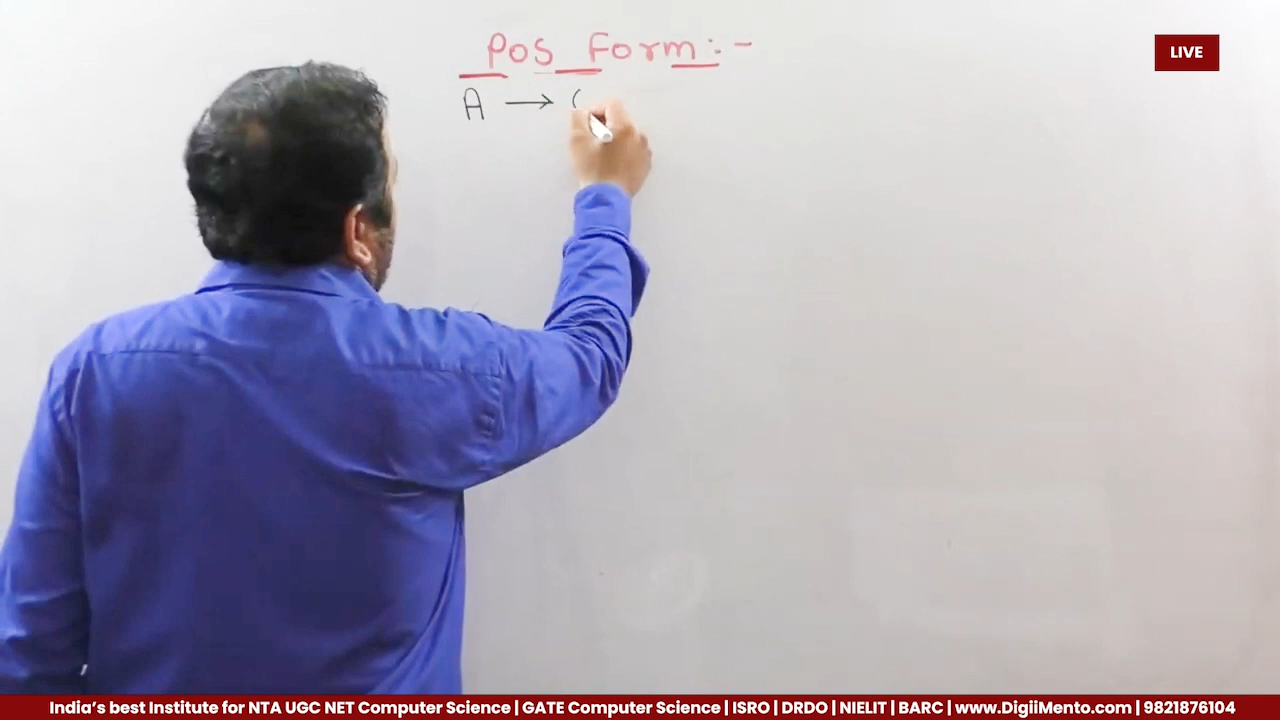 POS Form:-
LIVE
A → (
India's best Institute for NTA UGC NET Computer Science | GATE Computer Science | ISRO | DRDO | NIELIT | BARC | www.DigiiMento.com | 9821876104